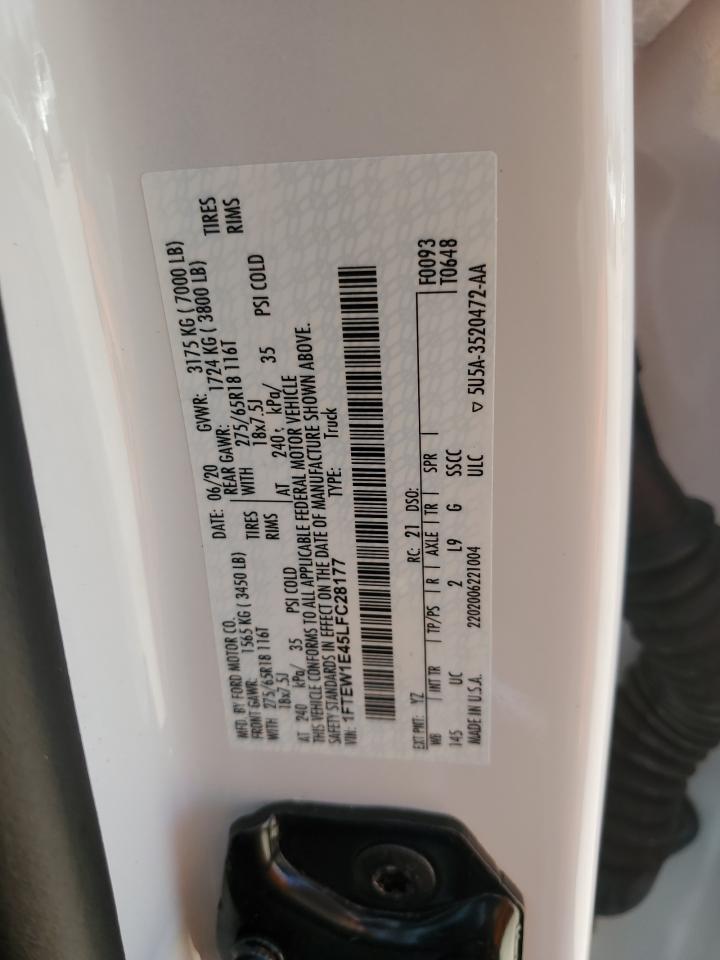 MFD. BY FORD MOTOR CO.
DATE: 06/20 GVWR: 3175 KG ( 7000 LB)
FRONT GAWR: 1565 KG ( 3450 LB) REAR GAWR: 1724 KG ( 3800 LB)
WITH 275/65R18 116T TIRES WITH 275/65R18 116T TIRES
18x7.5J RIMS 18x7.5J RIMS
AT 240 kPa/ 35 PSI COLD AT 240 kPa/ 35 PSI COLD
THIS VEHICLE CONFORMS TO ALL APPLICABLE FEDERAL MOTOR VEHICLE
SAFETY STANDARDS IN EFFECT ON THE DATE OF MANUFACTURE SHOWN ABOVE.
VIN: 1FTEW1E45LFC28177 TYPE: Truck
EXT PNT: YZ RC: 21 DSO: F0093
WB INT TR TP/PS R AXLE TR SPR T0648
145 UC 2 L9 G SSCC
MADE IN U.S.A. 2202006221004 ULC ▽ 5U5A-3520472-AA